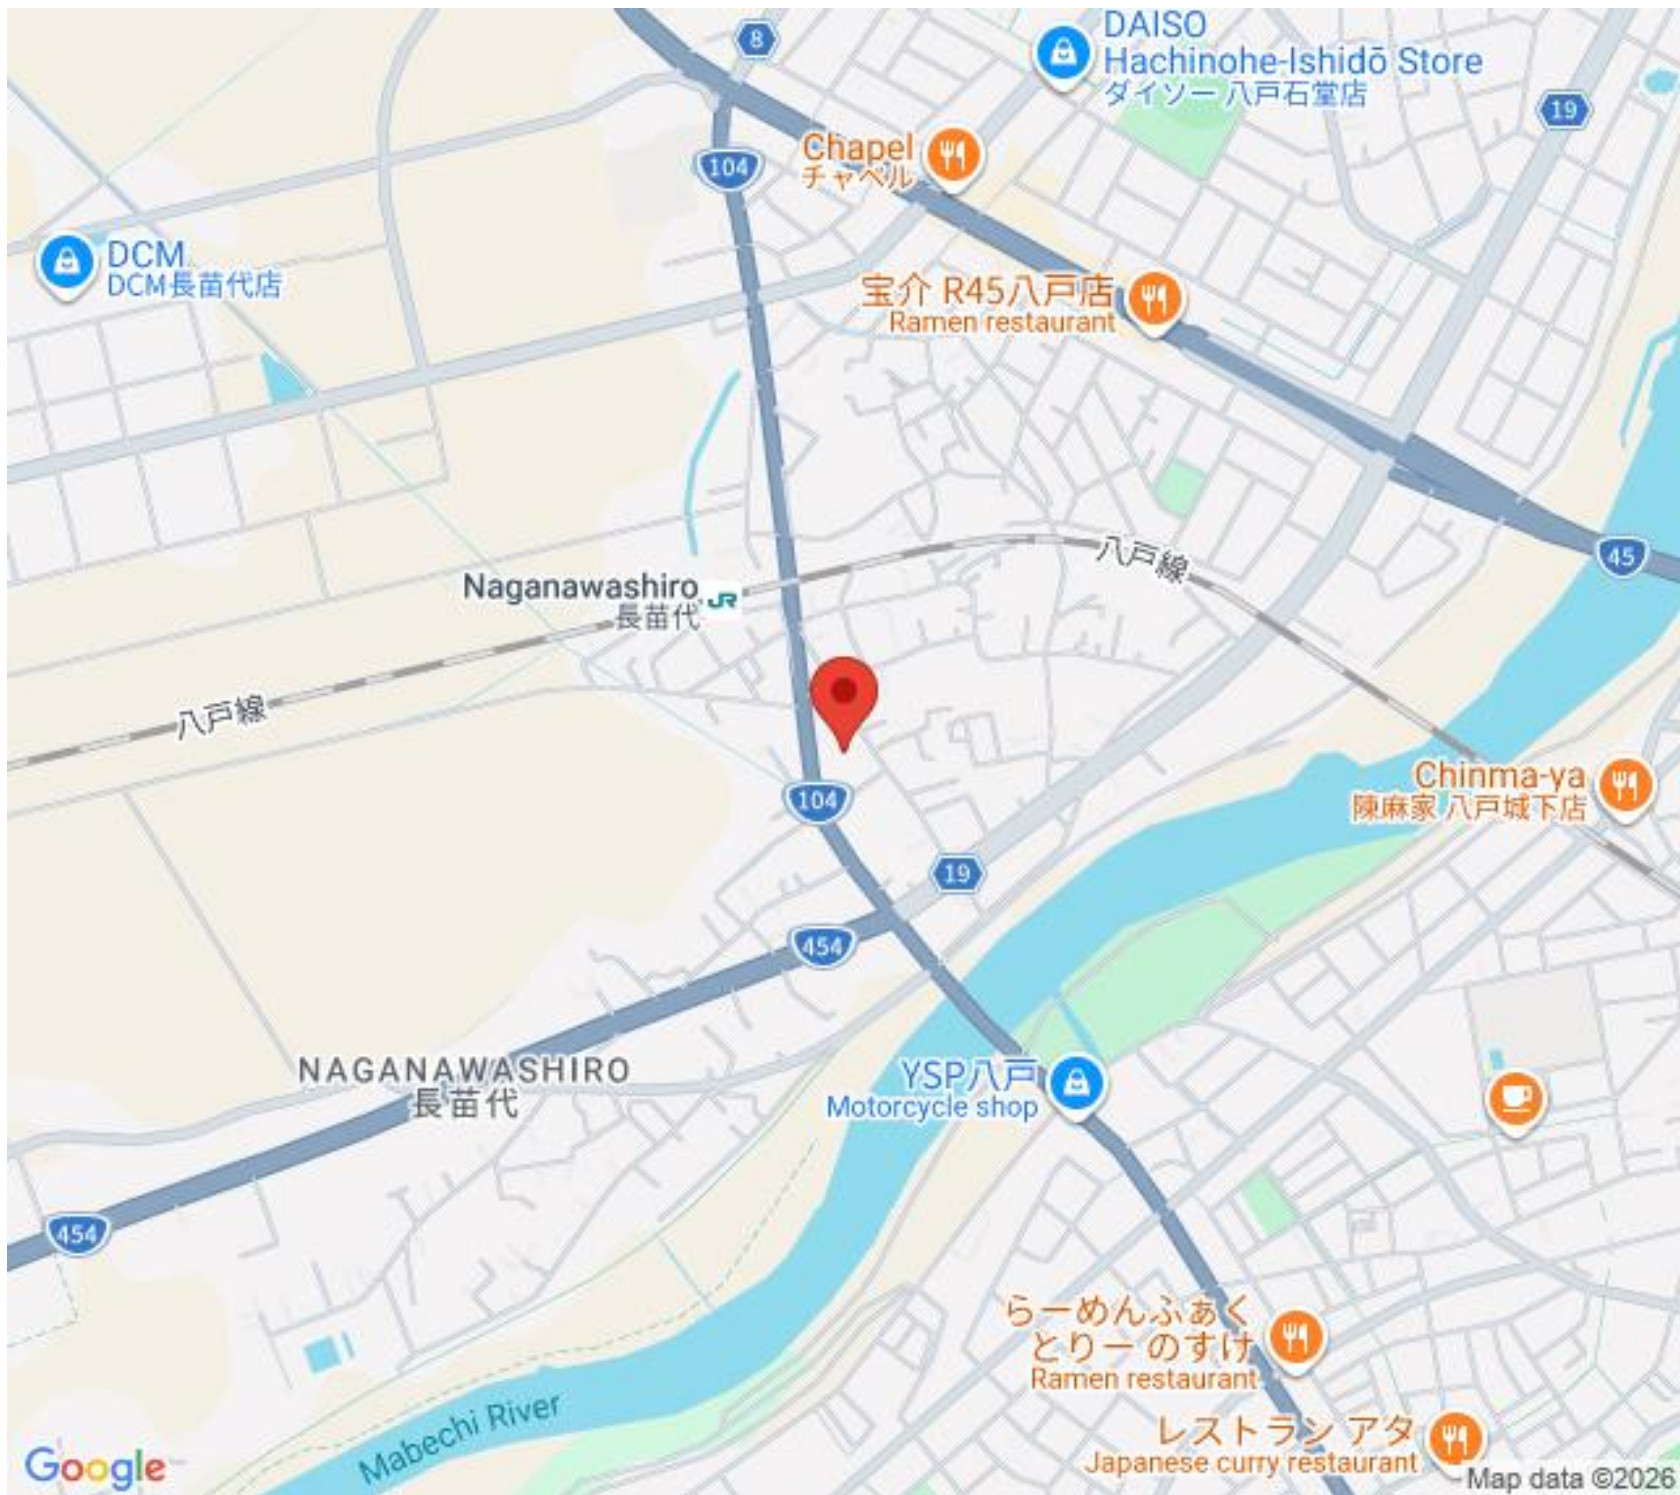 8
DAISO
Hachinohe-Ishidō Store
ダイソー 八戸石堂店
19
104
Chapel
チャペル
DCM
DCM長苗代店
宝介 R45八戸店
Ramen restaurant
八戸線
45
Naganawashiro
長苗代
JR
八戸線
Chinma-ya
陳麻家 八戸城下店
104
19
454
NAGANAWASHIRO
長苗代
YSP八戸
Motorcycle shop
454
らーめんふぁく
とりー のすけ
Ramen restaurant
Mabechi River
レストラン アタ
Japanese curry restaurant
Google
Map data ©2026